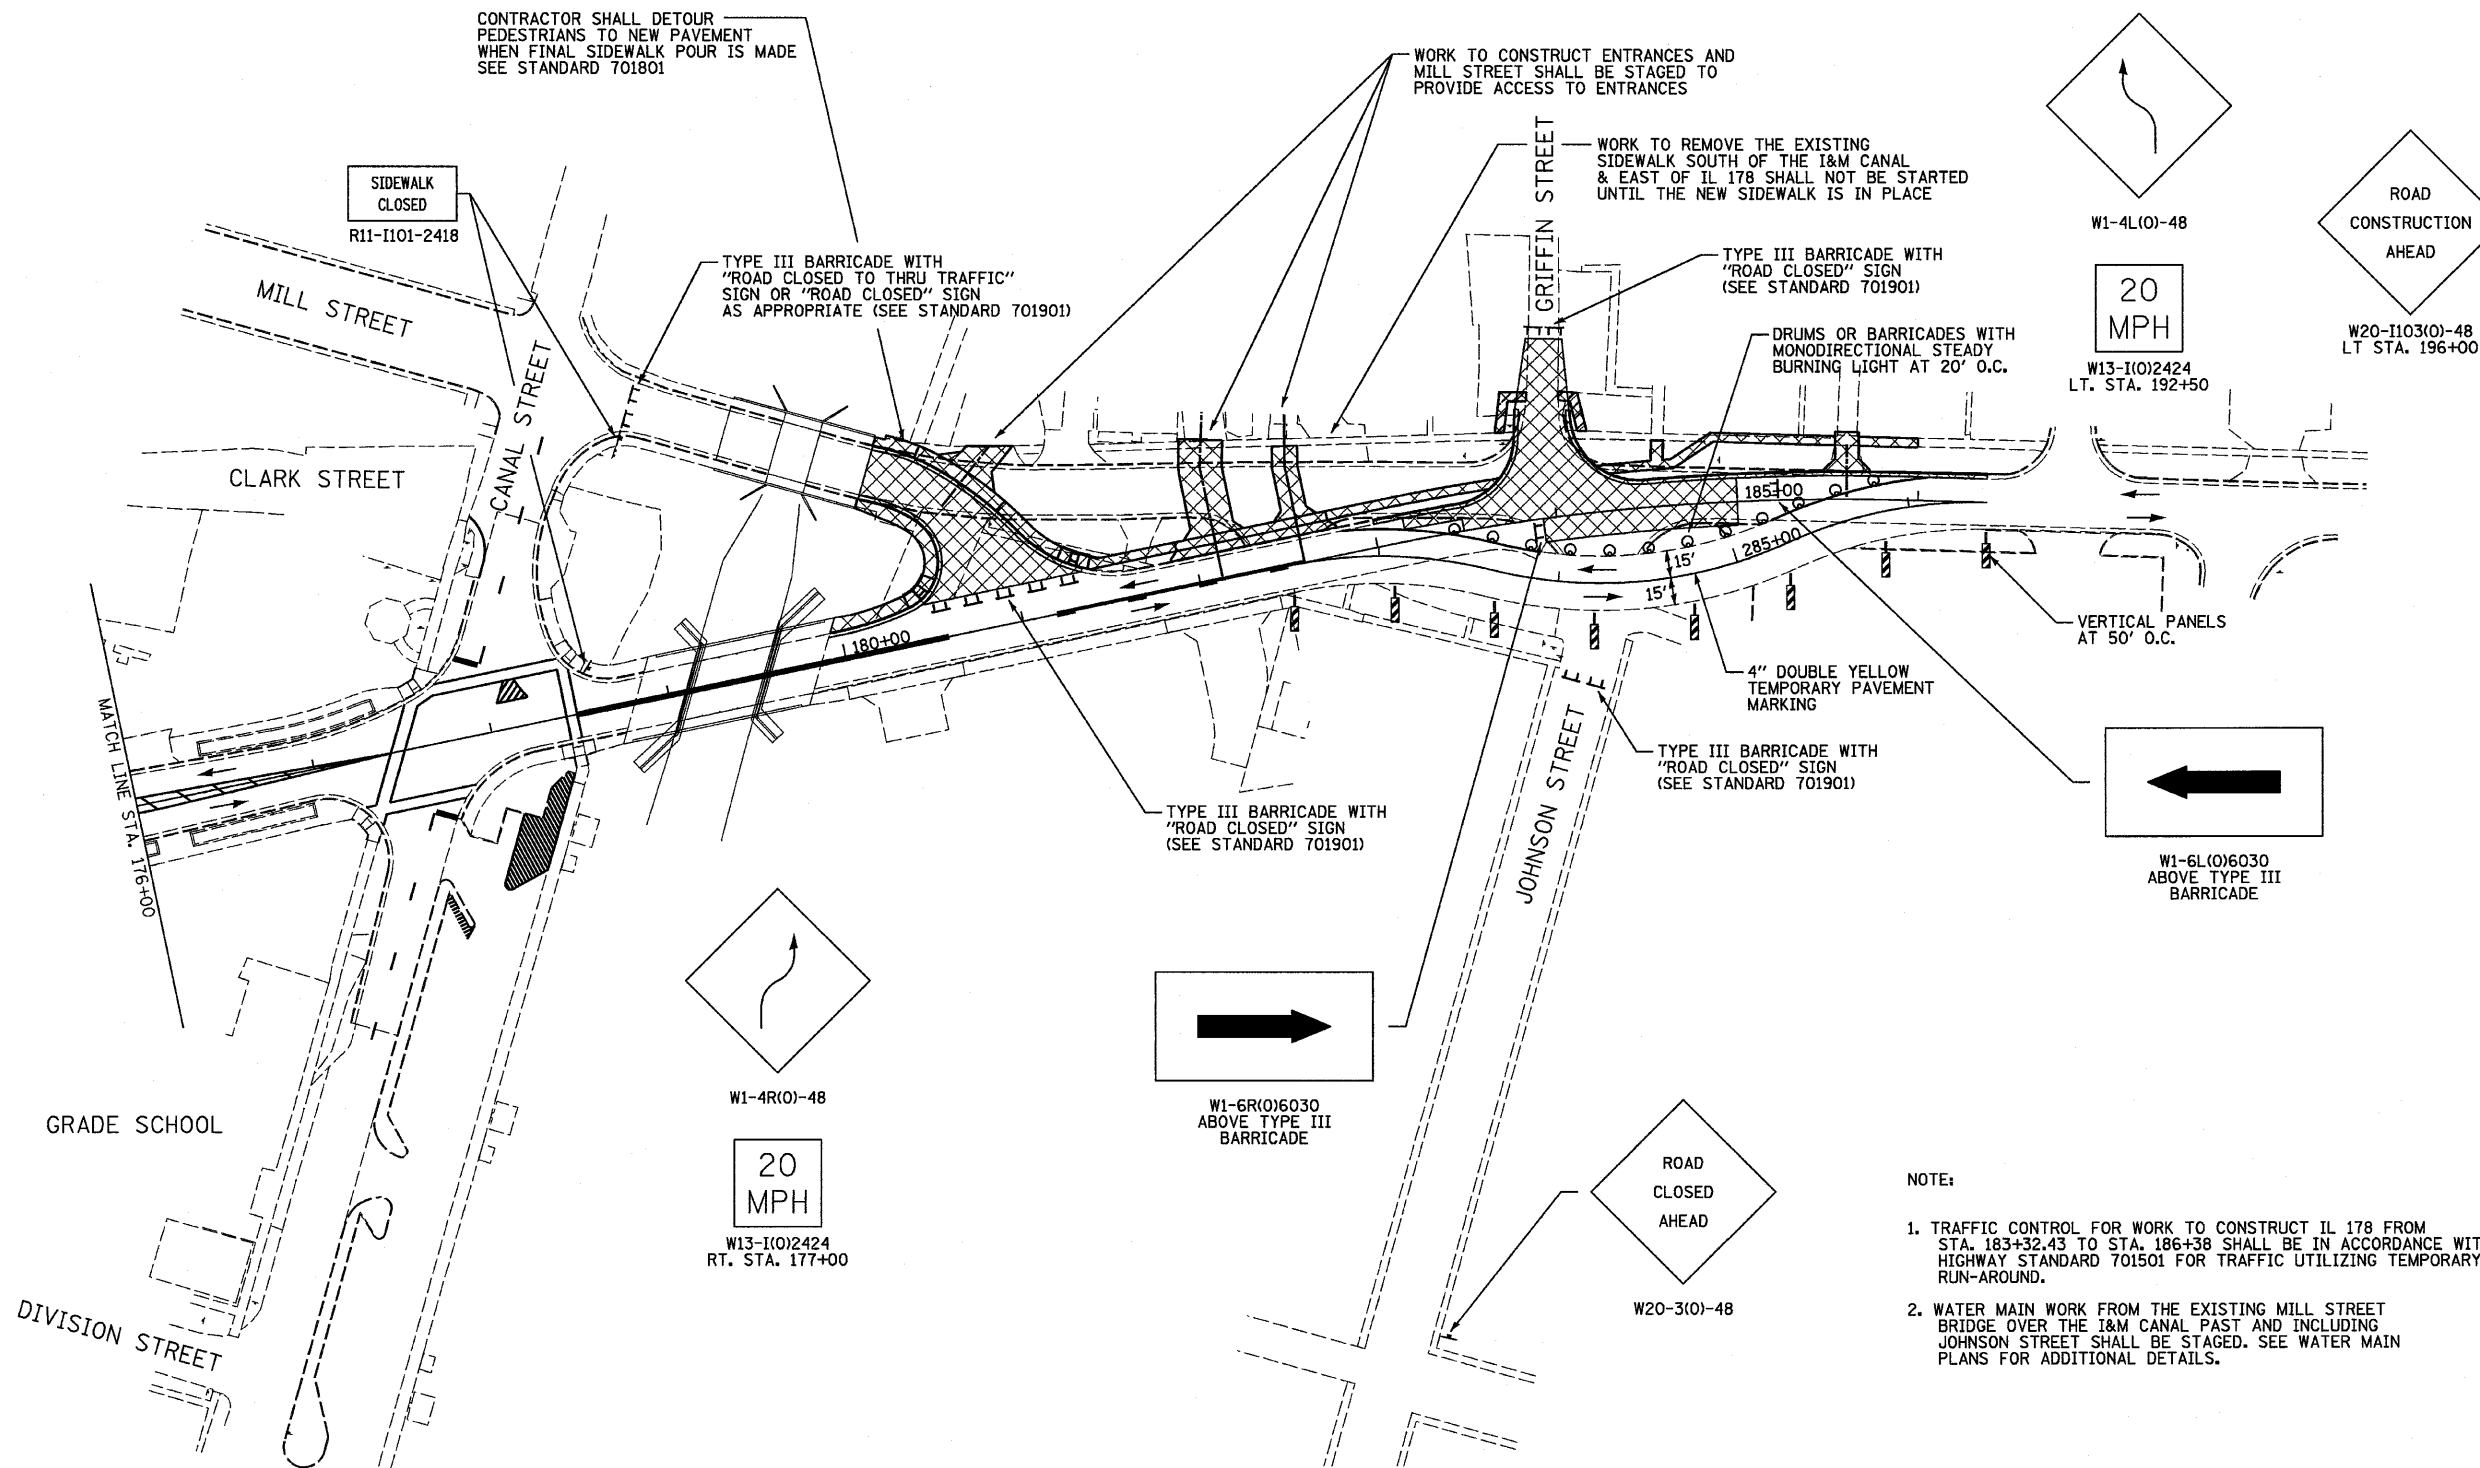 CONTRACTOR SHALL DETOUR
PEDESTRIANS TO NEW PAVEMENT
WHEN FINAL SIDEWALK POUR IS MADE
SEE STANDARD 701801
WORK TO CONSTRUCT ENTRANCES AND
MILL STREET SHALL BE STAGED TO
PROVIDE ACCESS TO ENTRANCES
GRIFFIN STREET
WORK TO REMOVE THE EXISTING
SIDEWALK SOUTH OF THE I&M CANAL
& EAST OF IL 178 SHALL NOT BE STARTED
UNTIL THE NEW SIDEWALK IS IN PLACE
W1-4L(O)-48
20
MPH
W13-I(O)2424
LT. STA. 192+50
ROAD
CONSTRUCTION
AHEAD
W20-I103(O)-48
LT STA. 196+00
SIDEWALK
CLOSED
R11-I101-2418
TYPE III BARRICADE WITH
"ROAD CLOSED TO THRU TRAFFIC"
SIGN OR "ROAD CLOSED" SIGN
AS APPROPRIATE (SEE STANDARD 701901)
TYPE III BARRICADE WITH
"ROAD CLOSED" SIGN
(SEE STANDARD 701901)
DRUMS OR BARRICADES WITH
MONODIRECTIONAL STEADY
BURNING LIGHT AT 20' O.C.
MILL STREET
CANAL STREET
CLARK STREET
185+00
285+00
15'
15'
180+00
VERTICAL PANELS
AT 50' O.C.
4" DOUBLE YELLOW
TEMPORARY PAVEMENT
MARKING
MATCH LINE STA. 176+00
TYPE III BARRICADE WITH
"ROAD CLOSED" SIGN
(SEE STANDARD 701901)
JOHNSON STREET
TYPE III BARRICADE WITH
"ROAD CLOSED" SIGN
(SEE STANDARD 701901)
W1-6L(O)6030
ABOVE TYPE III
BARRICADE
W1-4R(O)-48
20
MPH
W13-I(O)2424
RT. STA. 177+00
W1-6R(O)6030
ABOVE TYPE III
BARRICADE
GRADE SCHOOL
DIVISION STREET
ROAD
CLOSED
AHEAD
W20-3(O)-48
NOTE:
1. TRAFFIC CONTROL FOR WORK TO CONSTRUCT IL 178 FROM
STA. 183+32.43 TO STA. 186+38 SHALL BE IN ACCORDANCE WIT
HIGHWAY STANDARD 701501 FOR TRAFFIC UTILIZING TEMPORARY
RUN-AROUND.
2. WATER MAIN WORK FROM THE EXISTING MILL STREET
BRIDGE OVER THE I&M CANAL PAST AND INCLUDING
JOHNSON STREET SHALL BE STAGED. SEE WATER MAIN
PLANS FOR ADDITIONAL DETAILS.